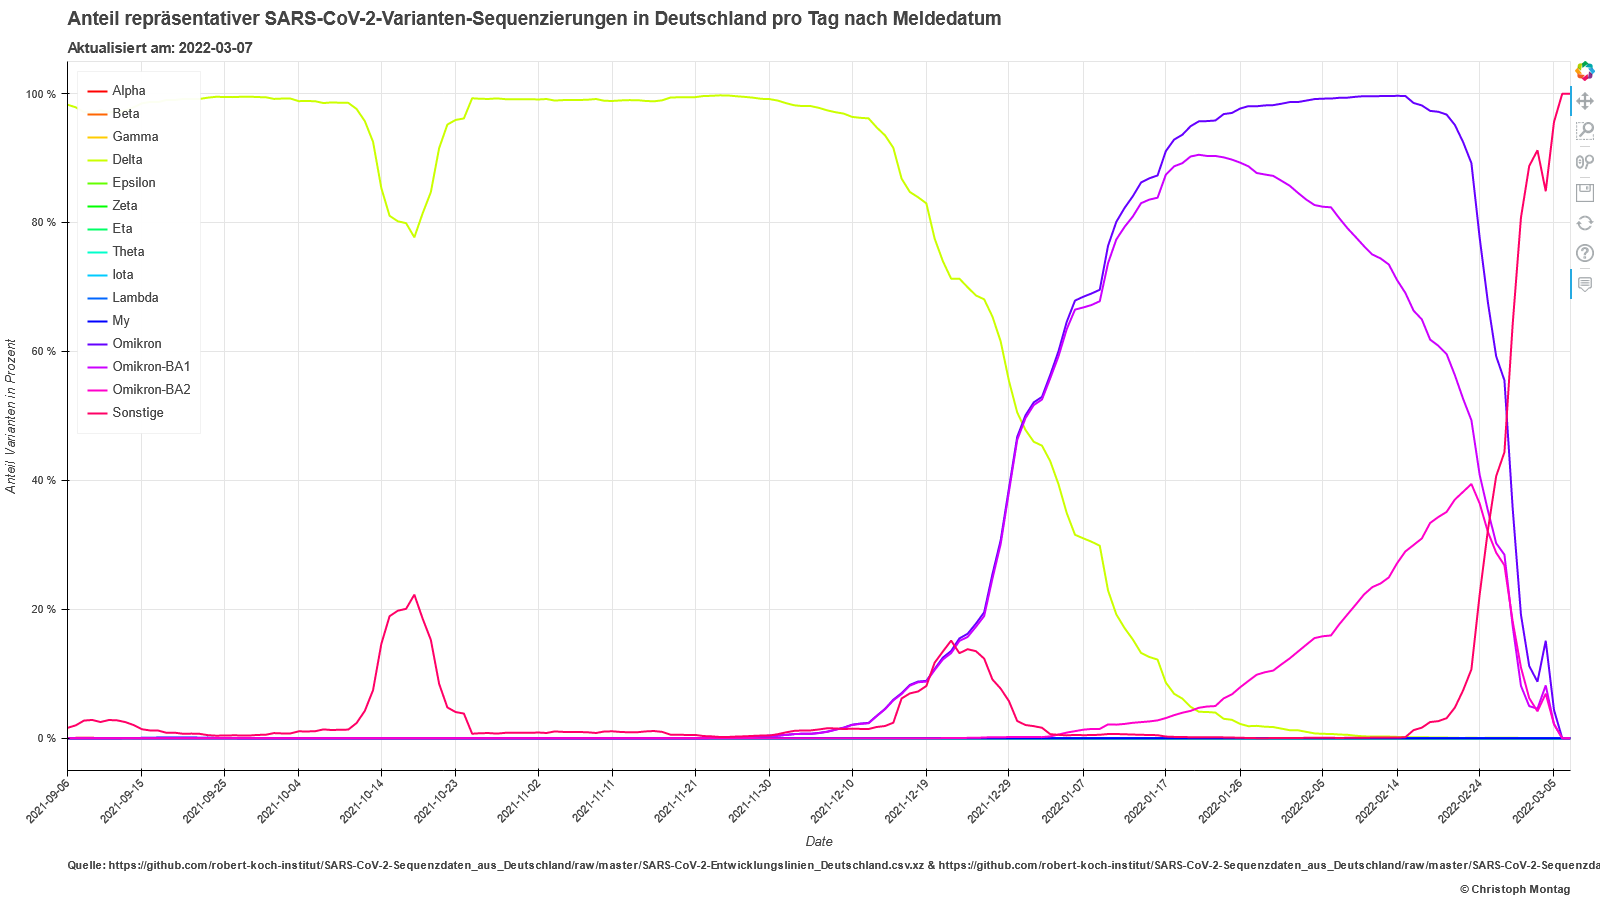 Anteil repräsentativer SARS-CoV-2-Varianten-Sequenzierungen in Deutschland pro Tag nach Meldedatum
Aktualisiert am: 2022-03-07
Alpha
Beta
Gamma
Delta
Epsilon
Zeta
Eta
Theta
Iota
Lambda
My
Omikron
Omikron-BA1
Omikron-BA2
Sonstige
100 %
80 %
60 %
40 %
20 %
0 %
Anteil Varianten in Prozent
2021-09-06
2021-09-15
2021-09-25
2021-10-04
2021-10-14
2021-10-23
2021-11-02
2021-11-11
2021-11-21
2021-11-30
2021-12-10
2021-12-19
2021-12-29
2022-01-07
2022-01-17
2022-01-26
2022-02-05
2022-02-14
2022-02-24
2022-03-05
Date
Quelle: https://github.com/robert-koch-institut/SARS-CoV-2-Sequenzdaten_aus_Deutschland/raw/master/SARS-CoV-2-Entwicklungslinien_Deutschland.csv.xz & https://github.com/robert-koch-institut/SARS-CoV-2-Sequenzdaten_aus_Deutschland/raw/master/SARS-CoV-2-Sequenzda
© Christoph Montag